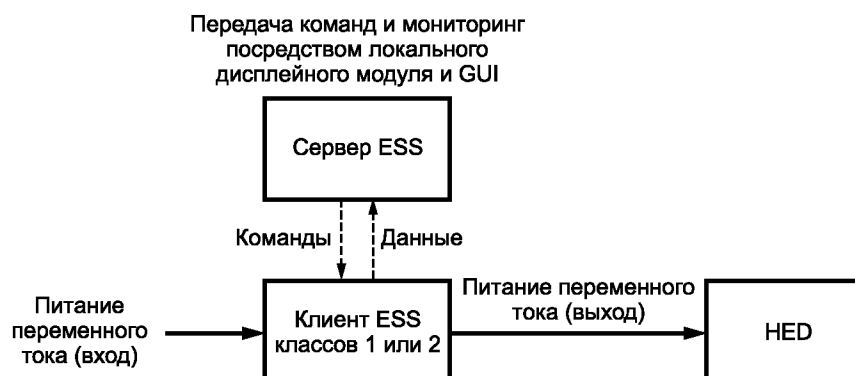 Передача команд и мониторинг
посредством локального
дисплейного модуля и GUI
Сервер ESS
Команды
Данные
Питание
переменного
тока (вход)
Клиент ESS
классов 1 или 2
Питание переменного
тока (выход)
HED